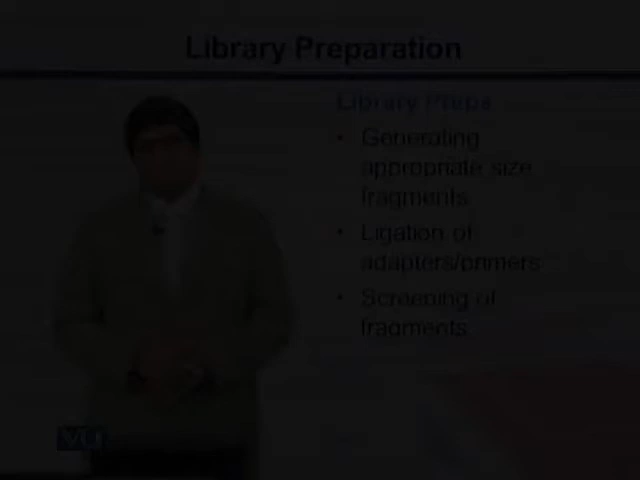 Library Preparation
Library Preps
• Generating
appropriate size
fragments
• Ligation of
adapters/primers
• Screening of
fragments
VU